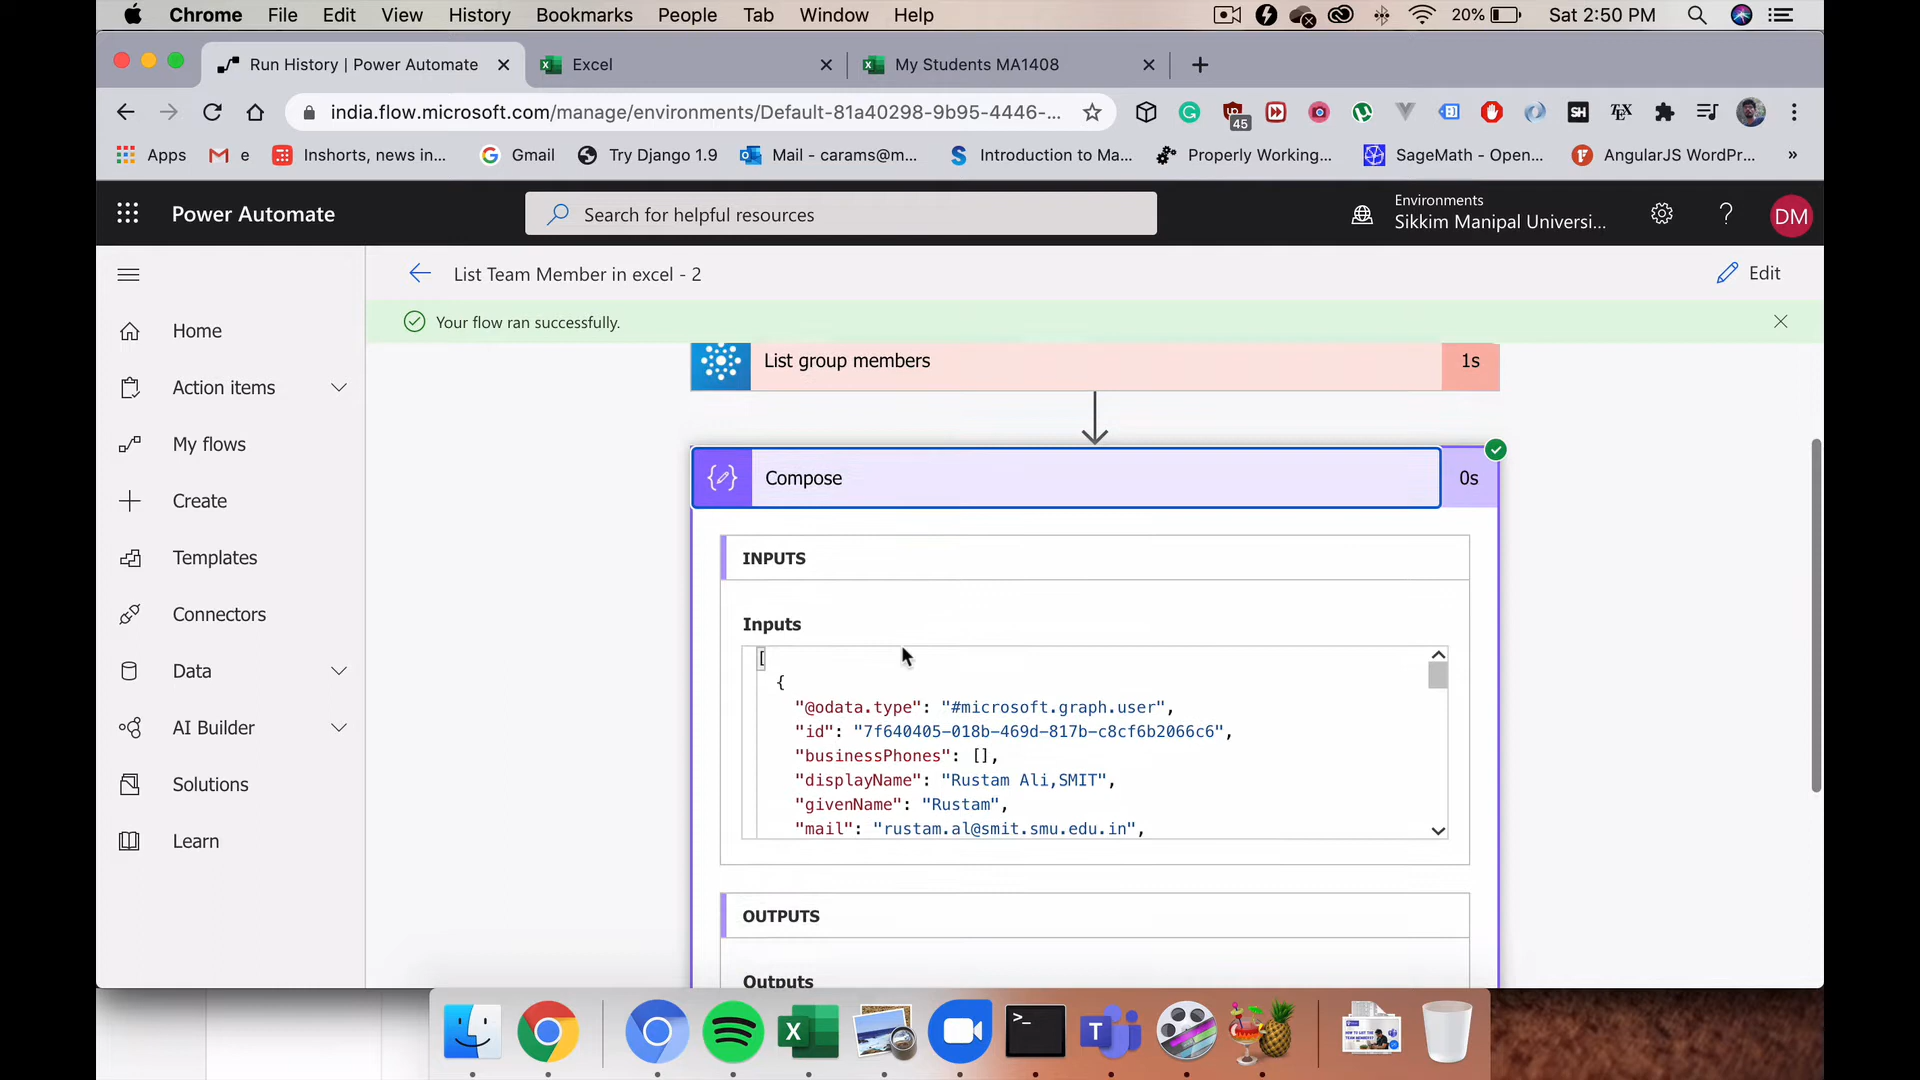 Chrome File Edit View History Bookmarks People Tab Window Help 20% Sat 2:50 PM
Run History | Power Automate Excel My Students MA1408
india.flow.microsoft.com/manage/environments/Default-81a40298-9b95-4446-... 45 SH TEX
Apps e Inshorts, news in... Gmail Try Django 1.9 Mail - carams@m... Introduction to Ma... Properly Working... SageMath - Open... AngularJS WordPr... »
Power Automate Search for helpful resources Environments
Sikkim Manipal Universi... ? DM
List Team Member in excel - 2 Edit
Your flow ran successfully.
Home
Action items
My flows
Create
Templates
Connectors
Data
AI Builder
Solutions
Learn
List group members 1s
Compose 0s
INPUTS
Inputs
[
{
"@odata.type": "#microsoft.graph.user",
"id": "7f640405-018b-469d-817b-c8cf6b2066c6",
"businessPhones": [],
"displayName": "Rustam Ali,SMIT",
"givenName": "Rustam",
"mail": "rustam.al@smit.smu.edu.in",
OUTPUTS
Outputs